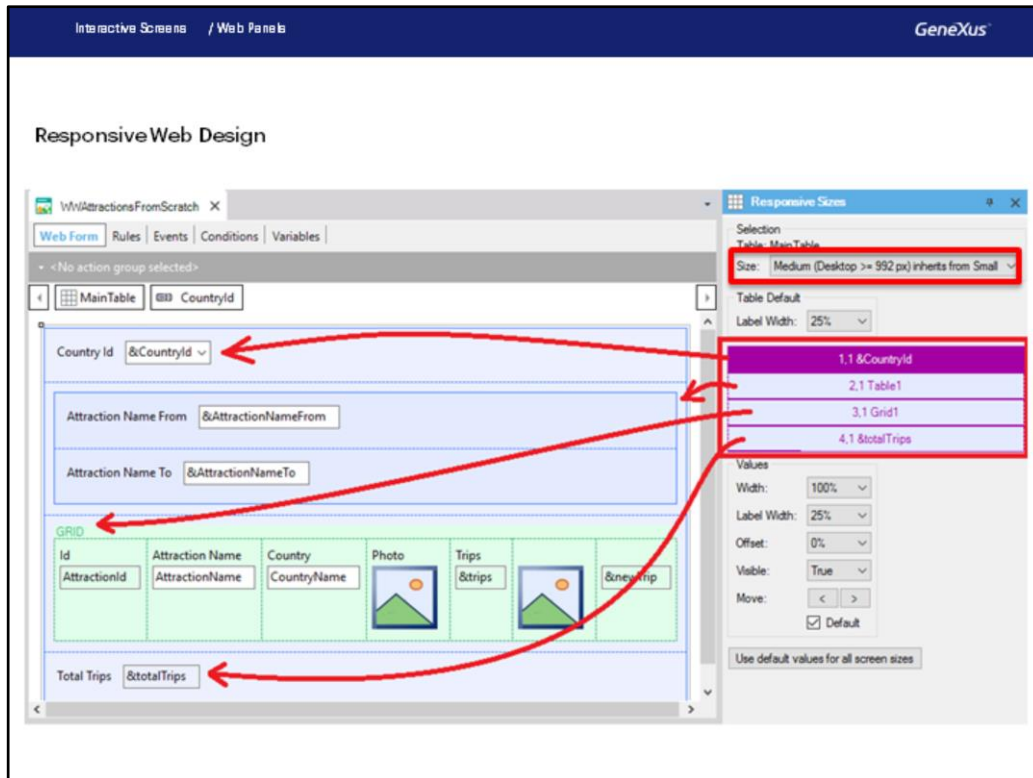 Interactive Screens / Web Panels
GeneXus
Responsive Web Design
WWAttractionsFromScratch
Web Form Rules Events Conditions Variables
<No action group selected>
MainTable CountryId
Country Id &CountryId
Attraction Name From &AttractionNameFrom
Attraction Name To &AttractionNameTo
GRID
Id Attraction Name Country Photo Trips
AttractionId AttractionName CountryName &trips &newTrip
Total Trips &totalTrips
Responsive Sizes
Selection
Table: MainTable
Size: Medium (Desktop >= 992 px) inherits from Small
Table Default
Label Width: 25%
1,1 &CountryId
2,1 Table1
3,1 Grid1
4,1 &totalTrips
Values
Width: 100%
Label Width: 25%
Offset: 0%
Visible: True
Move: < >
Default
Use default values for all screen sizes